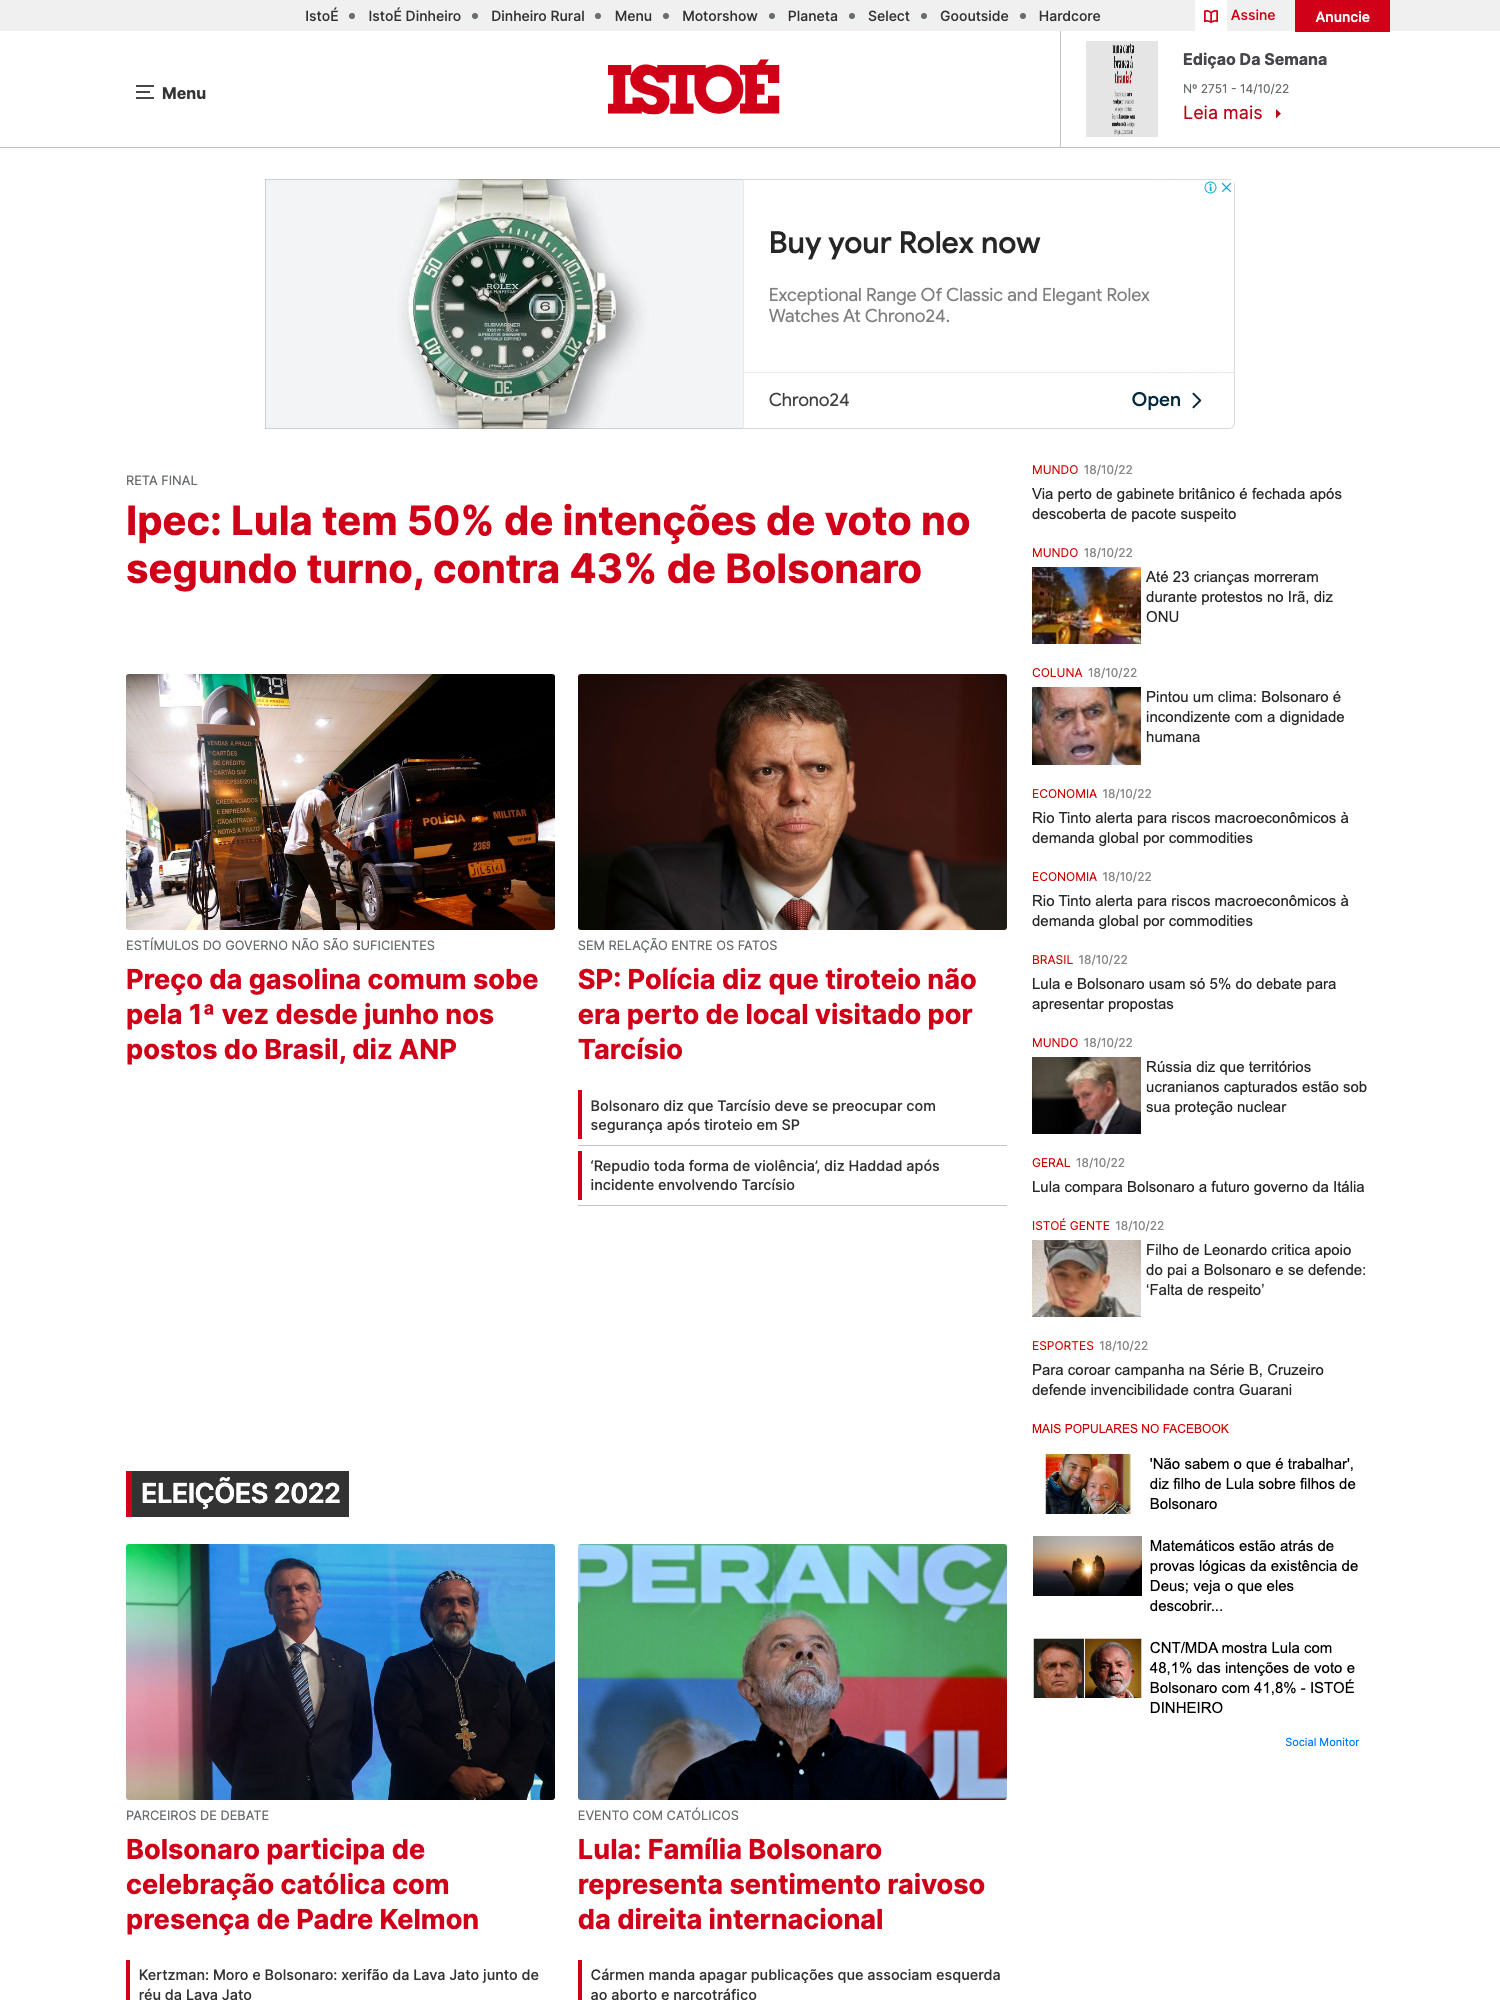 IstoÉ • IstoÉ Dinheiro • Dinheiro Rural • Menu • Motorshow • Planeta • Select • Gooutside • Hardcore
Assine
Anuncie
Menu
ISTOÉ
Ediçao Da Semana
Nº 2751 - 14/10/22
Leia mais
Buy your Rolex now
Exceptional Range Of Classic and Elegant Rolex
Watches At Chrono24.
Chrono24
Open
ROLEX
SUBMARINER
RETA FINAL
Ipec: Lula tem 50% de intenções de voto no
segundo turno, contra 43% de Bolsonaro
VENDAS A PRAZO:
* CARTÕES
DE CRÉDITO
CREDENCIADOS
E EMPRESAS
CADASTRADAS
* NOTAS A PRAZO
POLÍCIA MILITAR
2369
ESTÍMULOS DO GOVERNO NÃO SÃO SUFICIENTES
Preço da gasolina comum sobe
pela 1ª vez desde junho nos
postos do Brasil, diz ANP
SEM RELAÇÃO ENTRE OS FATOS
SP: Polícia diz que tiroteio não
era perto de local visitado por
Tarcísio
Bolsonaro diz que Tarcísio deve se preocupar com
segurança após tiroteio em SP
‘Repudio toda forma de violência’, diz Haddad após
incidente envolvendo Tarcísio
ELEIÇÕES 2022
PARCEIROS DE DEBATE
Bolsonaro participa de
celebração católica com
presença de Padre Kelmon
Kertzman: Moro e Bolsonaro: xerifão da Lava Jato junto de
réu da Lava Jato
PERANÇA
UL
EVENTO COM CATÓLICOS
Lula: Família Bolsonaro
representa sentimento raivoso
da direita internacional
Cármen manda apagar publicações que associam esquerda
ao aborto e narcotráfico
MUNDO 18/10/22
Via perto de gabinete britânico é fechada após
descoberta de pacote suspeito
MUNDO 18/10/22
Até 23 crianças morreram
durante protestos no Irã, diz
ONU
COLUNA 18/10/22
Pintou um clima: Bolsonaro é
incondizente com a dignidade
humana
ECONOMIA 18/10/22
Rio Tinto alerta para riscos macroeconômicos à
demanda global por commodities
ECONOMIA 18/10/22
Rio Tinto alerta para riscos macroeconômicos à
demanda global por commodities
BRASIL 18/10/22
Lula e Bolsonaro usam só 5% do debate para
apresentar propostas
MUNDO 18/10/22
Rússia diz que territórios
ucranianos capturados estão sob
sua proteção nuclear
GERAL 18/10/22
Lula compara Bolsonaro a futuro governo da Itália
ISTOÉ GENTE 18/10/22
Filho de Leonardo critica apoio
do pai a Bolsonaro e se defende:
‘Falta de respeito’
ESPORTES 18/10/22
Para coroar campanha na Série B, Cruzeiro
defende invencibilidade contra Guarani
MAIS POPULARES NO FACEBOOK
'Não sabem o que é trabalhar',
diz filho de Lula sobre filhos de
Bolsonaro
Matemáticos estão atrás de
provas lógicas da existência de
Deus; veja o que eles
descobrir...
CNT/MDA mostra Lula com
48,1% das intenções de voto e
Bolsonaro com 41,8% - ISTOÉ
DINHEIRO
Social Monitor